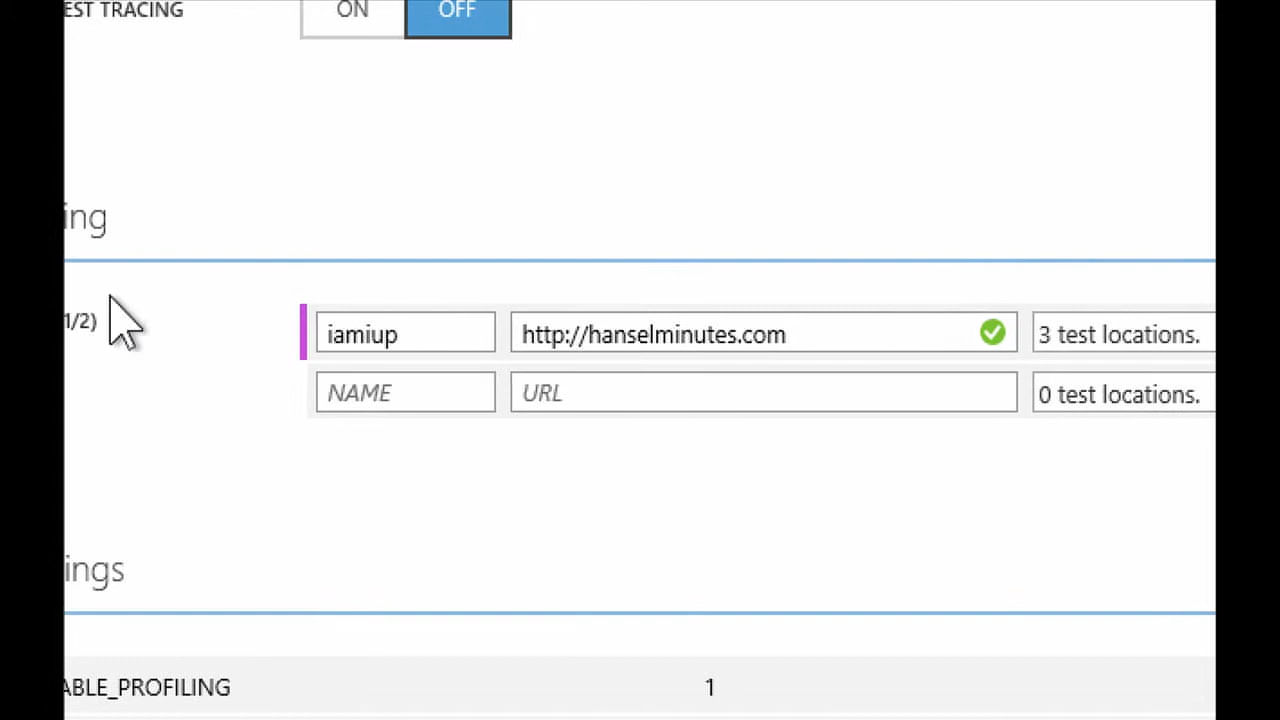 EST TRACING ON OFF
ing
1/2) iamiup http://hanselminutes.com 3 test locations.
NAME URL 0 test locations.
ings
ABLE_PROFILING 1